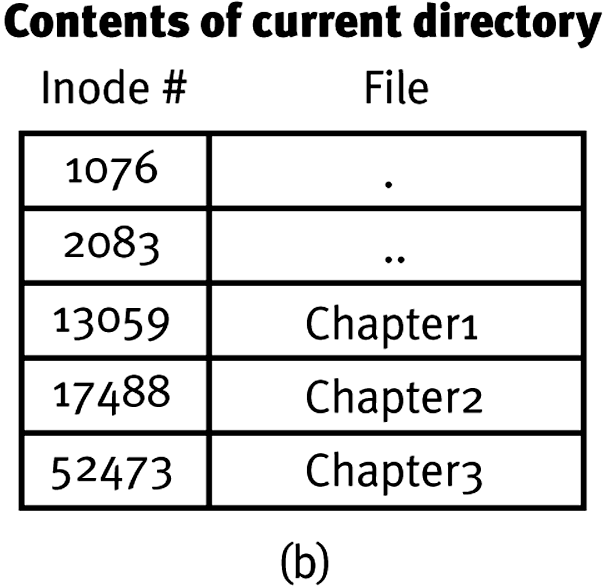 Contents of current directory
Inode # File
1076 .
2083 ..
13059 Chapter1
17488 Chapter2
52473 Chapter3
(b)